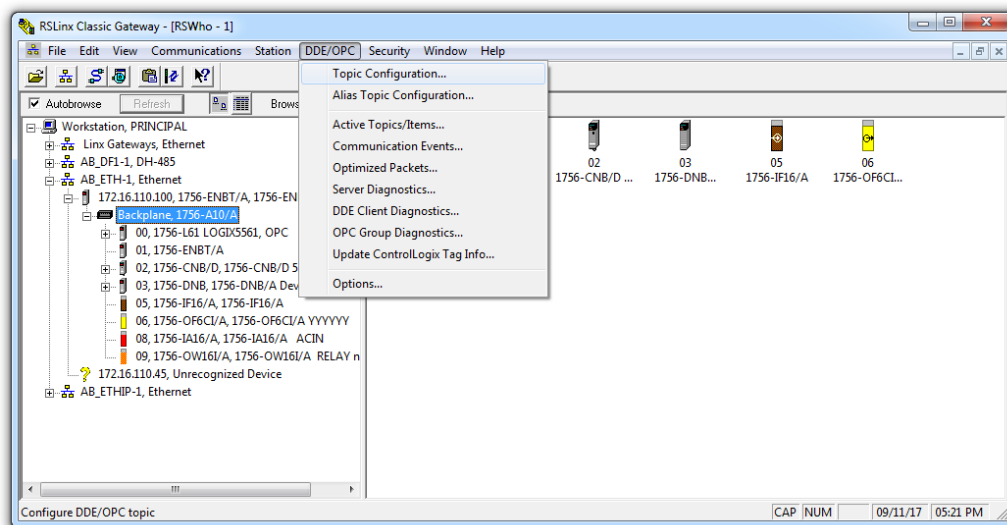 RSLinx Classic Gateway - [RSWho - 1]
File Edit View Communications Station DDE/OPC Security Window Help
Autobrowse Refresh Brows
Topic Configuration...
Alias Topic Configuration...
Active Topics/Items...
Communication Events...
Optimized Packets...
Server Diagnostics...
DDE Client Diagnostics...
OPC Group Diagnostics...
Update ControlLogix Tag Info...
Options...
Workstation, PRINCIPAL
Linx Gateways, Ethernet
AB_DF1-1, DH-485
AB_ETH-1, Ethernet
172.16.110.100, 1756-ENBT/A, 1756-EN
Backplane, 1756-A10/A
00, 1756-L61 LOGIX5561, OPC
01, 1756-ENBT/A
02, 1756-CNB/D, 1756-CNB/D 5
03, 1756-DNB, 1756-DNB/A Dev
05, 1756-IF16/A, 1756-IF16/A
06, 1756-OF6CI/A, 1756-OF6CI/A YYYYYY
08, 1756-IA16/A, 1756-IA16/A ACIN
09, 1756-OW16I/A, 1756-OW16I/A RELAY n
172.16.110.45, Unrecognized Device
AB_ETHIP-1, Ethernet
02 03 05 06
1756-CNB/D ... 1756-DNB... 1756-IF16/A 1756-OF6CI...
Configure DDE/OPC topic CAP NUM 09/11/17 05:21 PM